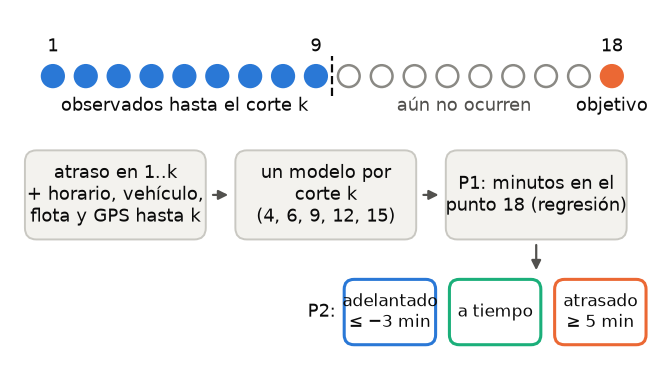 1 9 18
observados hasta el corte k aún no ocurren objetivo
atraso en 1..k
+ horario, vehículo,
flota y GPS hasta k
un modelo por
corte k
(4, 6, 9, 12, 15)
P1: minutos en el
punto 18 (regresión)
P2:
adelantado
≤ −3 min
a tiempo
atrasado
≥ 5 min